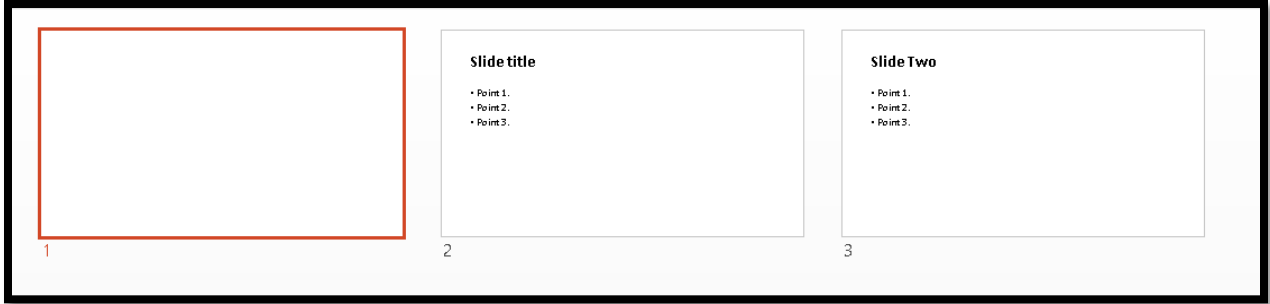 Slide title
• Point 1.
• Point 2.
• Point 3.
Slide Two
• Point 1.
• Point 2.
• Point 3.
1
2
3